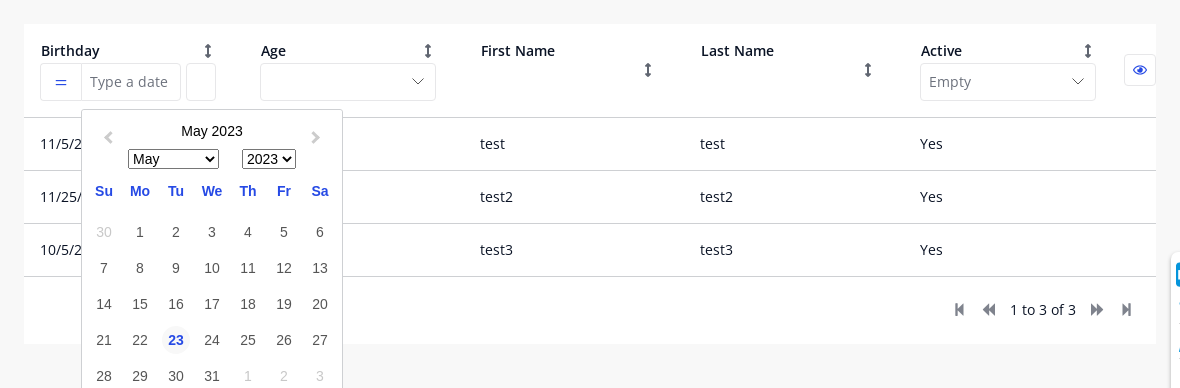 Birthday Age First Name Last Name Active
= Type a date Empty
May 2023
May 2023
Su Mo Tu We Th Fr Sa
30 1 2 3 4 5 6
7 8 9 10 11 12 13
14 15 16 17 18 19 20
21 22 23 24 25 26 27
28 29 30 31 1 2 3
11/5/2 test test Yes
11/25/ test2 test2 Yes
10/5/2 test3 test3 Yes
1 to 3 of 3